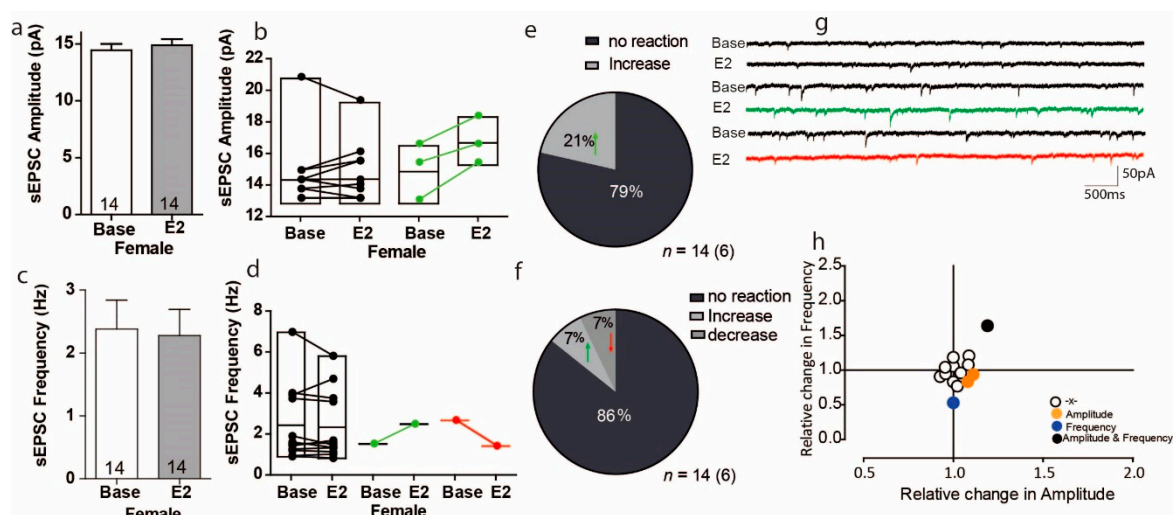 a
sEPSC Amplitude (pA)
15
10
5
0
14
14
Base
E2
Female
b
sEPSC Amplitude (pA)
22
20
18
16
14
12
Base
E2
Base
E2
Female
c
sEPSC Frequency (Hz)
3
2
1
0
14
14
Base
E2
Female
d
sEPSC Frequency (Hz)
8
6
4
2
0
Base
E2
Base
E2
Base
E2
Female
e
no reaction
Increase
21%
79%
n = 14 (6)
f
no reaction
Increase
decrease
7%
7%
86%
n = 14 (6)
g
Base
E2
Base
E2
Base
E2
50pA
500ms
h
Relative change in Frequency
2.5
2.0
1.5
1.0
0.5
0.0
0.5
1.0
1.5
2.0
Relative change in Amplitude
-x-
Amplitude
Frequency
Amplitude & Frequency